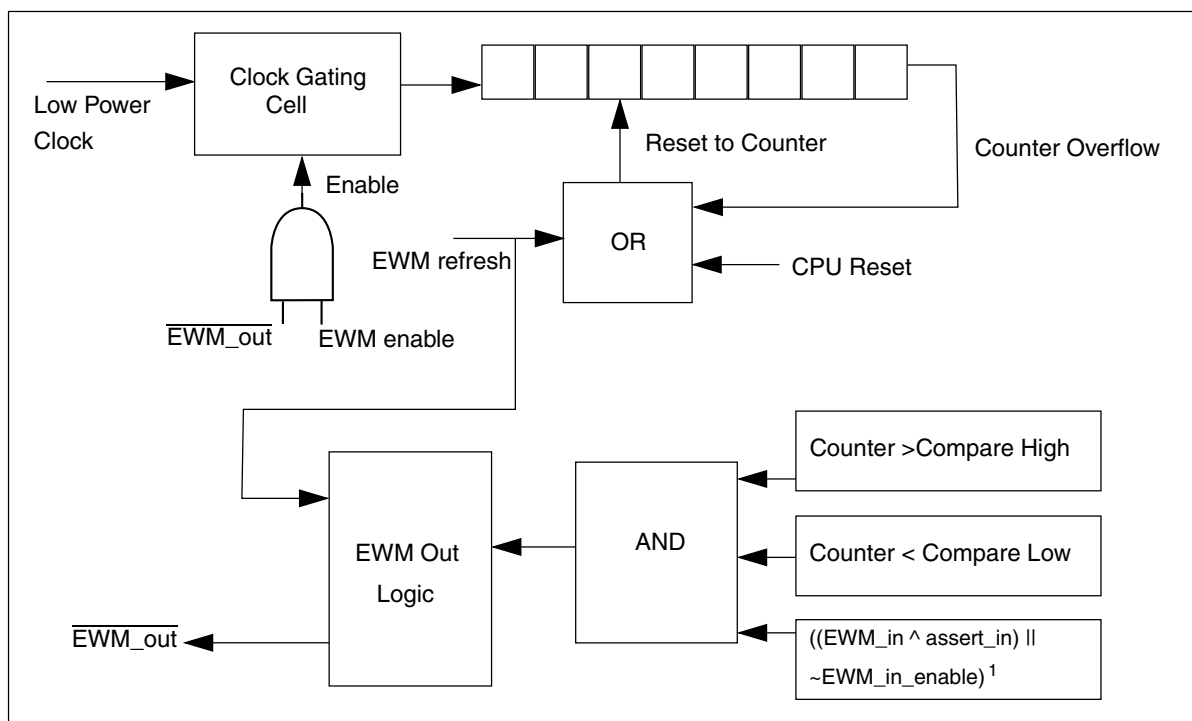 Clock Gating
Cell
Low Power
Clock
Reset to Counter
Counter Overflow
Enable
OR
EWM refresh
CPU Reset
EWM_out
EWM enable
Counter >Compare High
AND
Counter < Compare Low
EWM Out
Logic
EWM_out
((EWM_in ^ assert_in) ||
~EWM_in_enable) 1